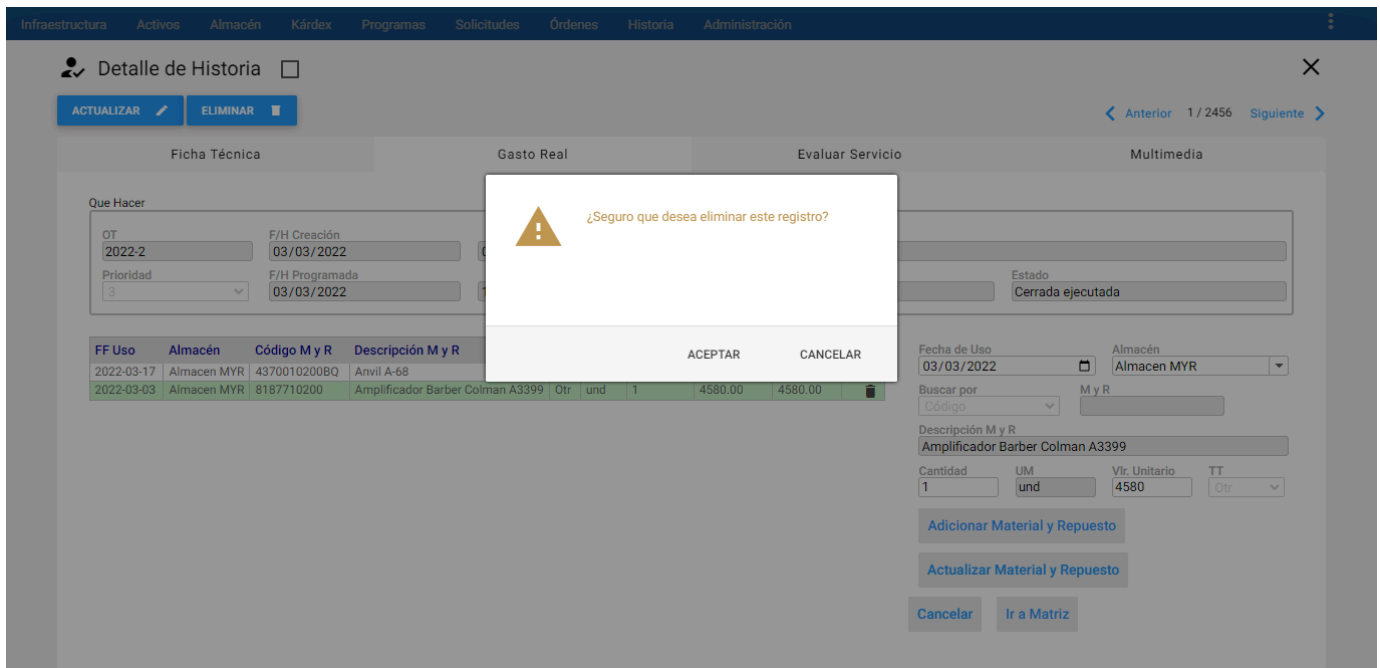 Infraestructura Activos Almacén Kárdex Programas Solicitudes Órdenes Historia Administración
Detalle de Historia
ACTUALIZAR ELIMINAR
Anterior 1 / 2456 Siguiente
Ficha Técnica Gasto Real Evaluar Servicio Multimedia
¿Seguro que desea eliminar este registro?
ACEPTAR CANCELAR
Que Hacer
OT F/H Creación
2022-2 03/03/2022
Prioridad F/H Programada Estado
3 03/03/2022 Cerrada ejecutada
FF Uso Almacén Código M y R Descripción M y R
2022-03-17 Almacen MYR 4370010200BQ Anvil A-68
2022-03-03 Almacen MYR 8187710200 Amplificador Barber Colman A3399 Otr und 1 4580.00 4580.00
Fecha de Uso Almacén
03/03/2022 Almacen MYR
Buscar por M y R
Código
Descripción M y R
Amplificador Barber Colman A3399
Cantidad UM Vlr. Unitario TT
1 und 4580 Otr
Adicionar Material y Repuesto
Actualizar Material y Repuesto
Cancelar Ir a Matriz